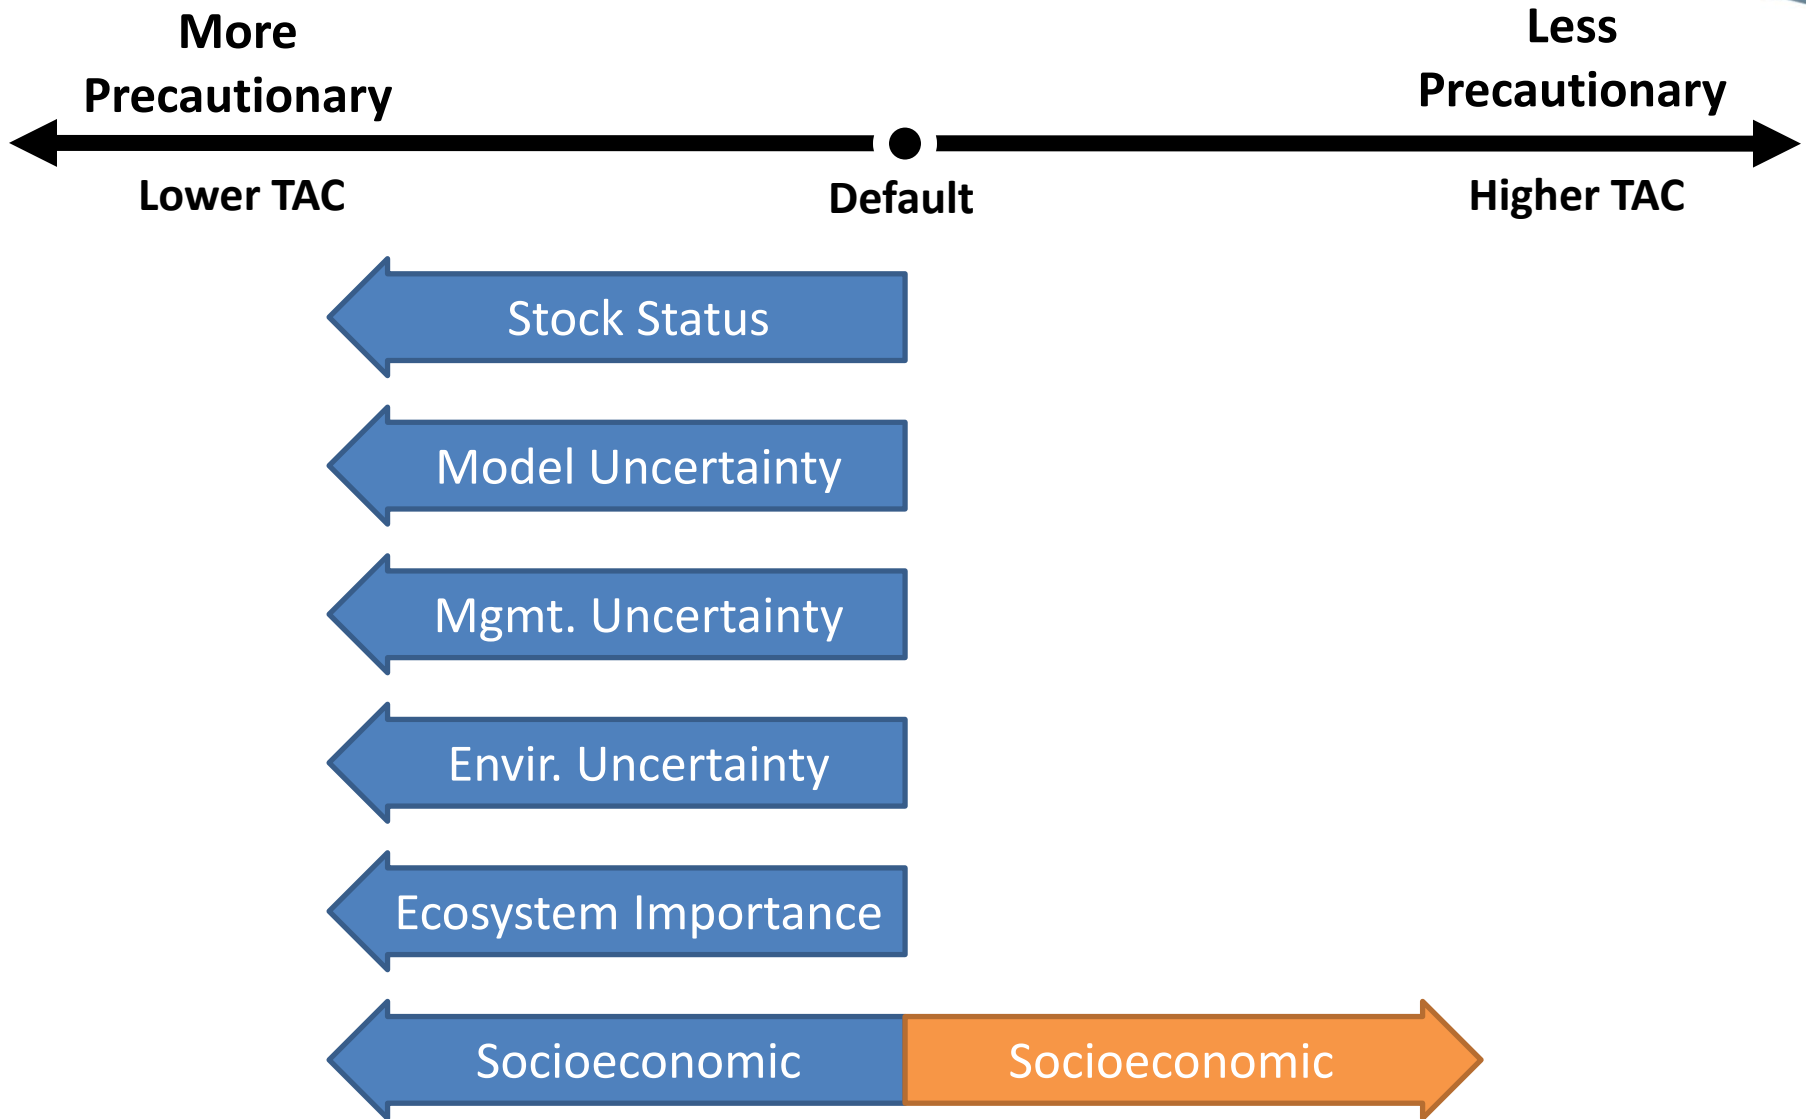 More
Precautionary
Less
Precautionary
Lower TAC
Default
Higher TAC
Stock Status
Model Uncertainty
Mgmt. Uncertainty
Envir. Uncertainty
Ecosystem Importance
Socioeconomic
Socioeconomic